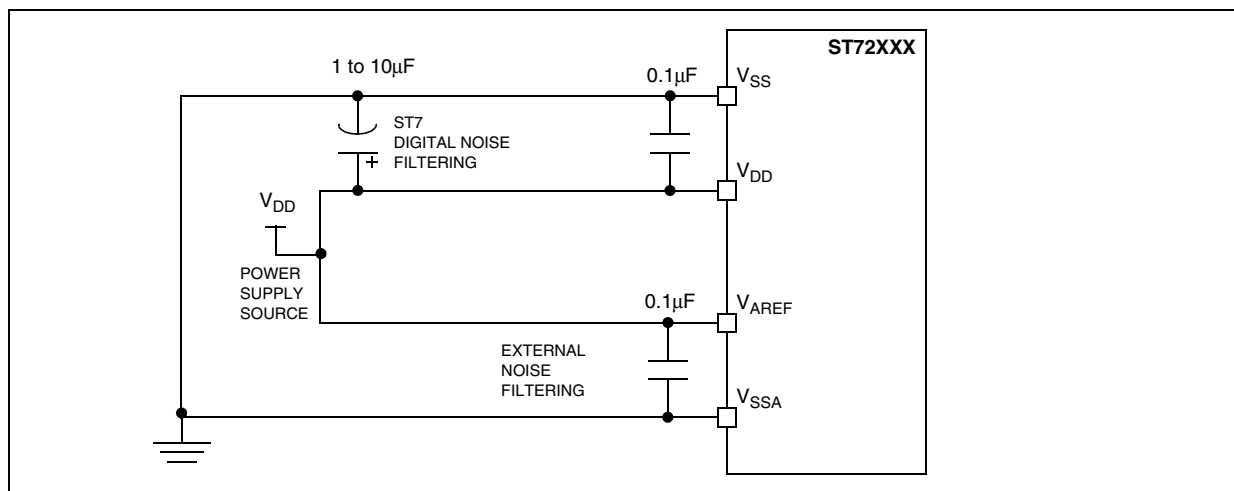 ST72XXX
1 to 10μF
0.1μF
VSS
ST7
DIGITAL NOISE
FILTERING
+
VDD
VDD
POWER
SUPPLY
SOURCE
0.1μF
VAREF
EXTERNAL
NOISE
FILTERING
VSSA